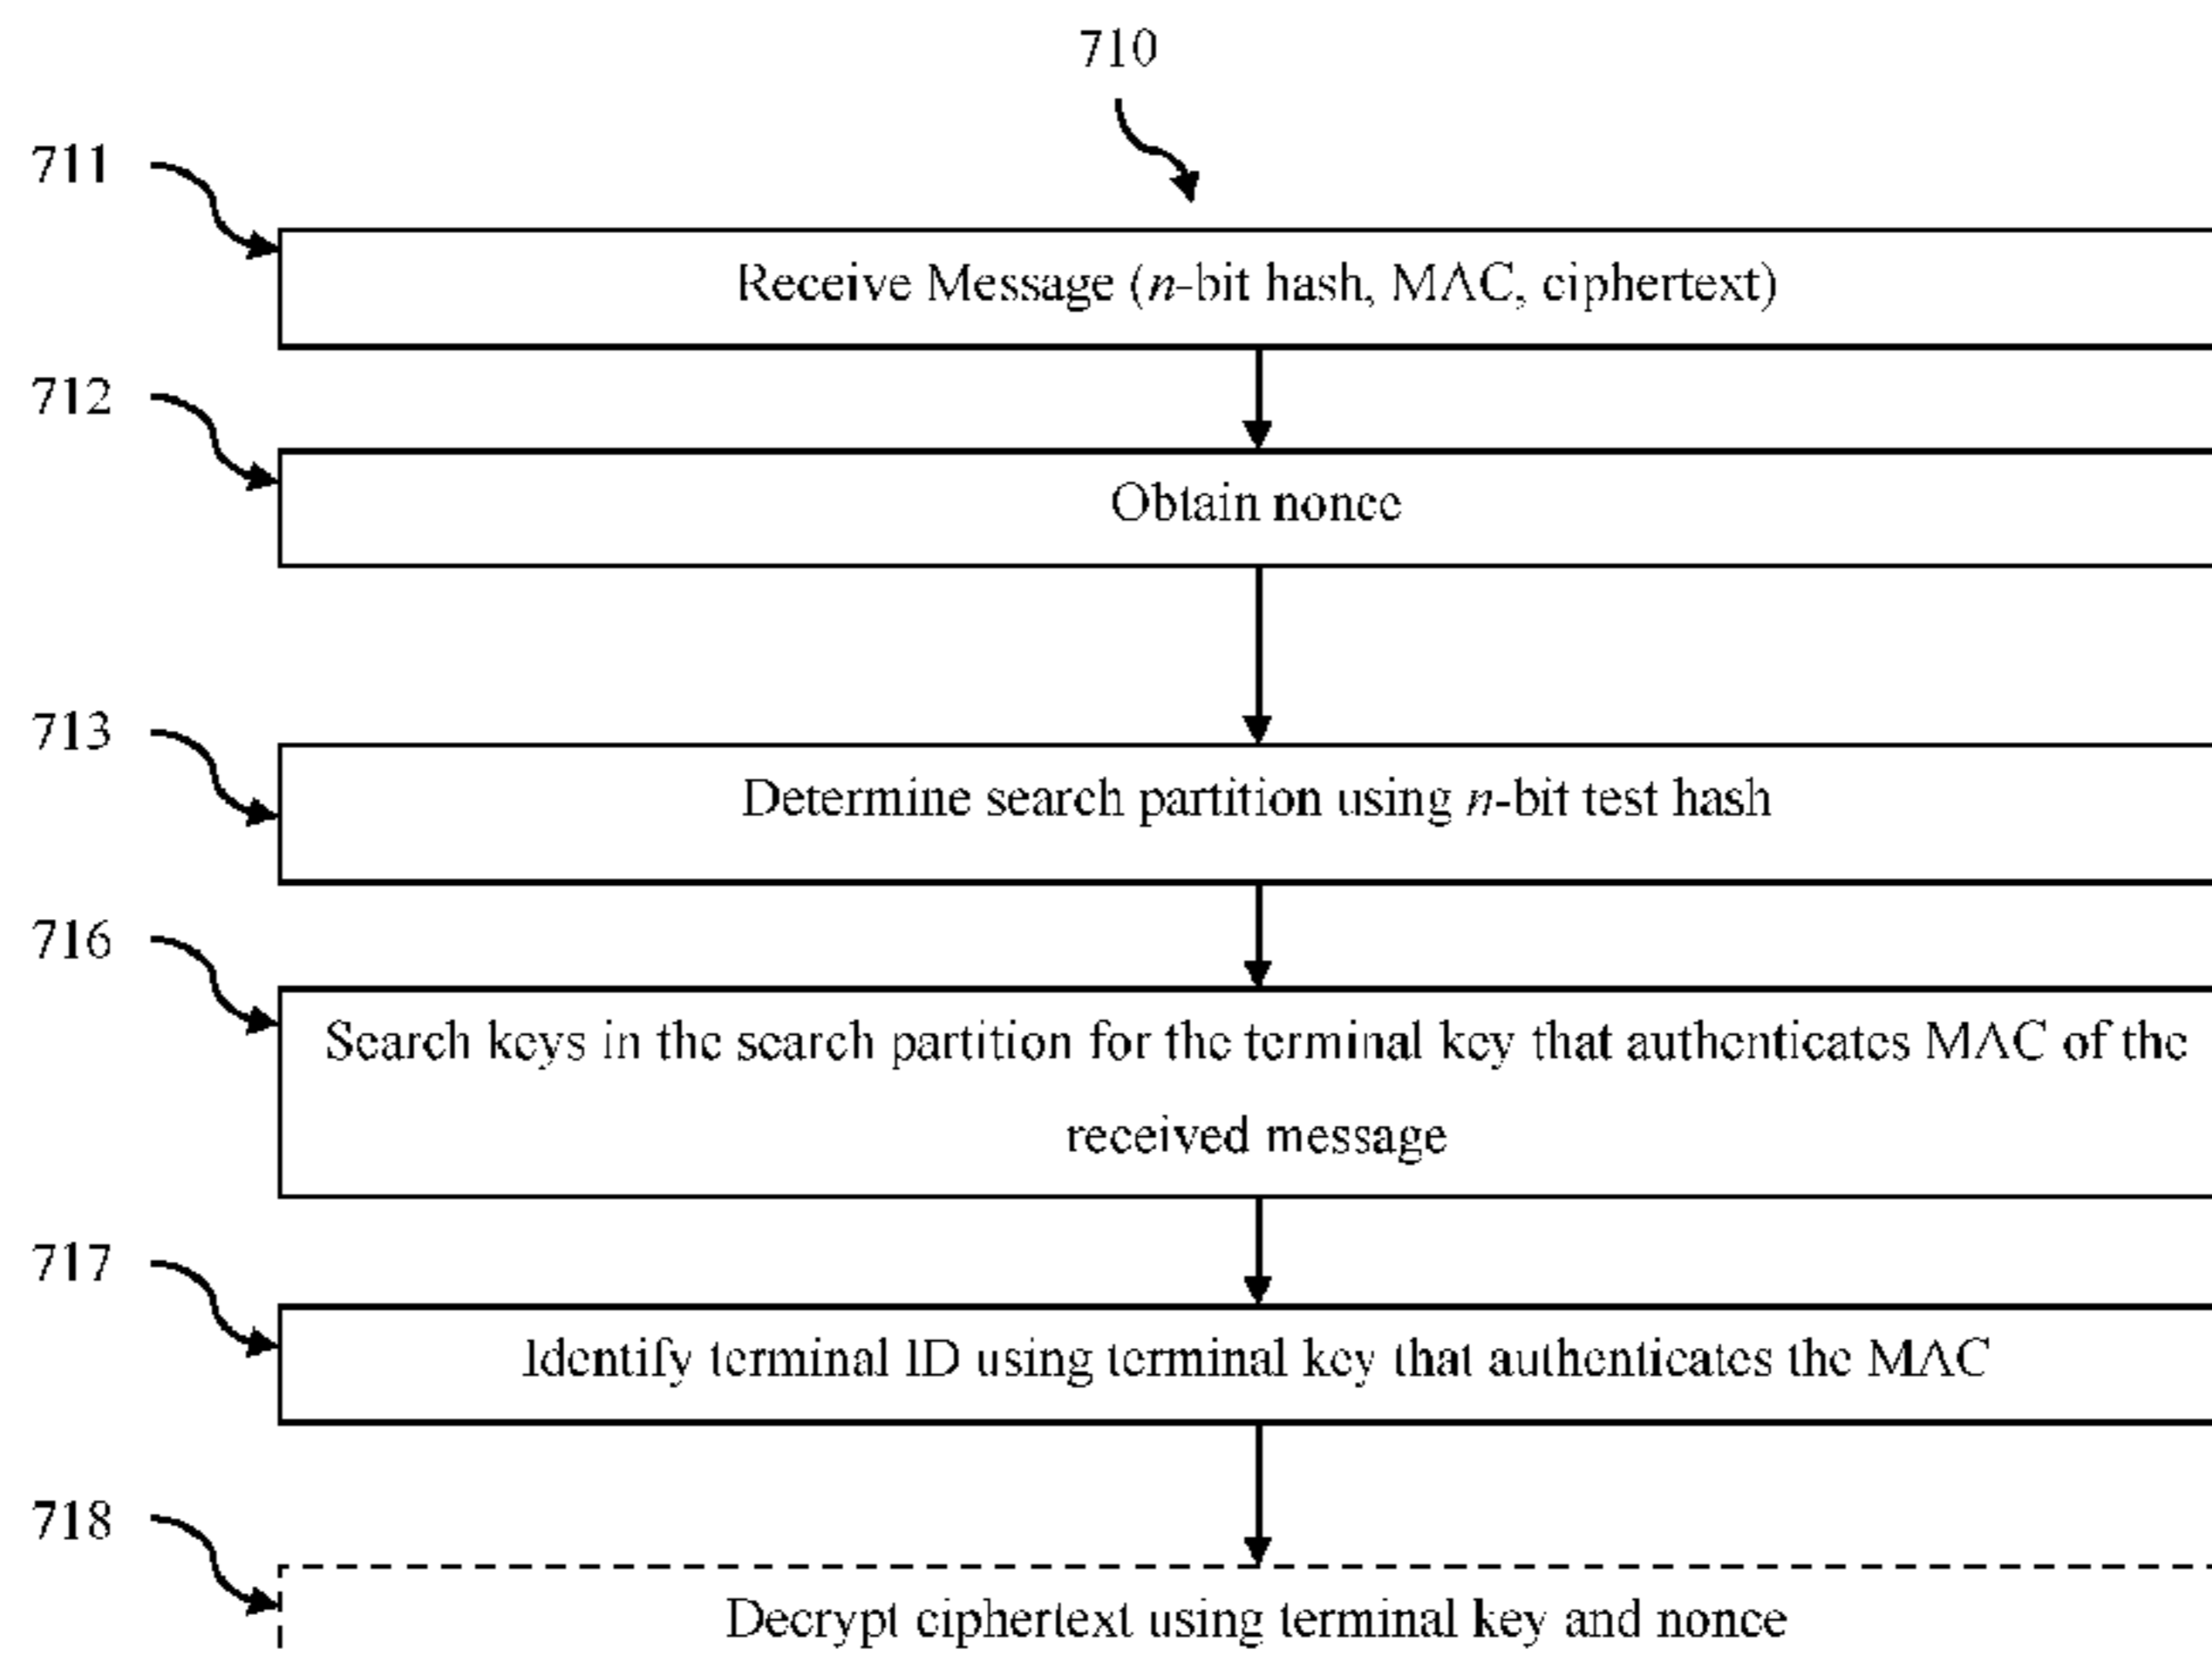 710
711
Receive Message (n-bit hash, MAC, ciphertext)
712
Obtain nonce
713
Determine search partition using n-bit test hash
716
Search keys in the search partition for the terminal key that authenticates MAC of the
received message
717
Identify terminal ID using terminal key that authenticates the MAC
718
Decrypt ciphertext using terminal key and nonce